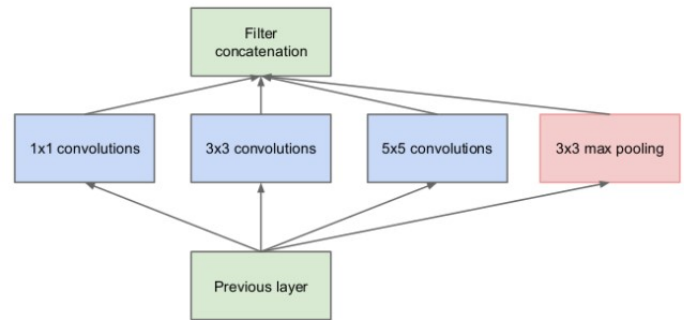 Filter
concatenation
1x1 convolutions
3x3 convolutions
5x5 convolutions
3x3 max pooling
Previous layer